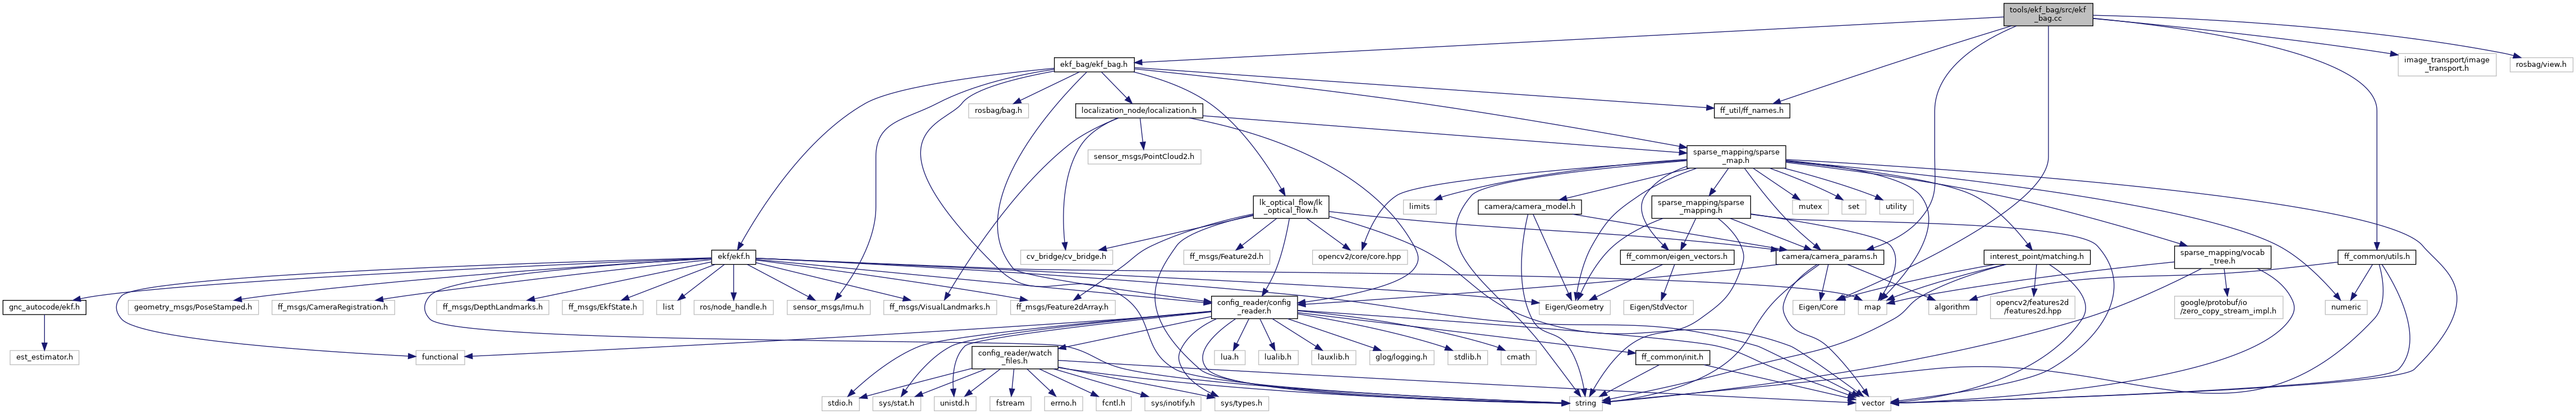 tools/ekf_bag/src/ekf
_bag.cc
ekf_bag/ekf_bag.h
image_transport/image
_transport.h
rosbag/view.h
rosbag/bag.h
localization_node/localization.h
ff_util/ff_names.h
sensor_msgs/PointCloud2.h
sparse_mapping/sparse
_map.h
lk_optical_flow/lk
_optical_flow.h
limits
camera/camera_model.h
sparse_mapping/sparse
_mapping.h
mutex
set
utility
ekf/ekf.h
cv_bridge/cv_bridge.h
ff_msgs/Feature2d.h
opencv2/core/core.hpp
ff_common/eigen_vectors.h
camera/camera_params.h
interest_point/matching.h
sparse_mapping/vocab
_tree.h
ff_common/utils.h
gnc_autocode/ekf.h
geometry_msgs/PoseStamped.h
ff_msgs/CameraRegistration.h
ff_msgs/DepthLandmarks.h
ff_msgs/EkfState.h
list
ros/node_handle.h
sensor_msgs/Imu.h
ff_msgs/VisualLandmarks.h
ff_msgs/Feature2dArray.h
config_reader/config
_reader.h
Eigen/Geometry
Eigen/StdVector
Eigen/Core
map
algorithm
opencv2/features2d
/features2d.hpp
google/protobuf/io
/zero_copy_stream_impl.h
numeric
est_estimator.h
functional
config_reader/watch
_files.h
lua.h
lualib.h
lauxlib.h
glog/logging.h
stdlib.h
cmath
ff_common/init.h
stdio.h
sys/stat.h
unistd.h
fstream
errno.h
fcntl.h
sys/inotify.h
sys/types.h
string
vector